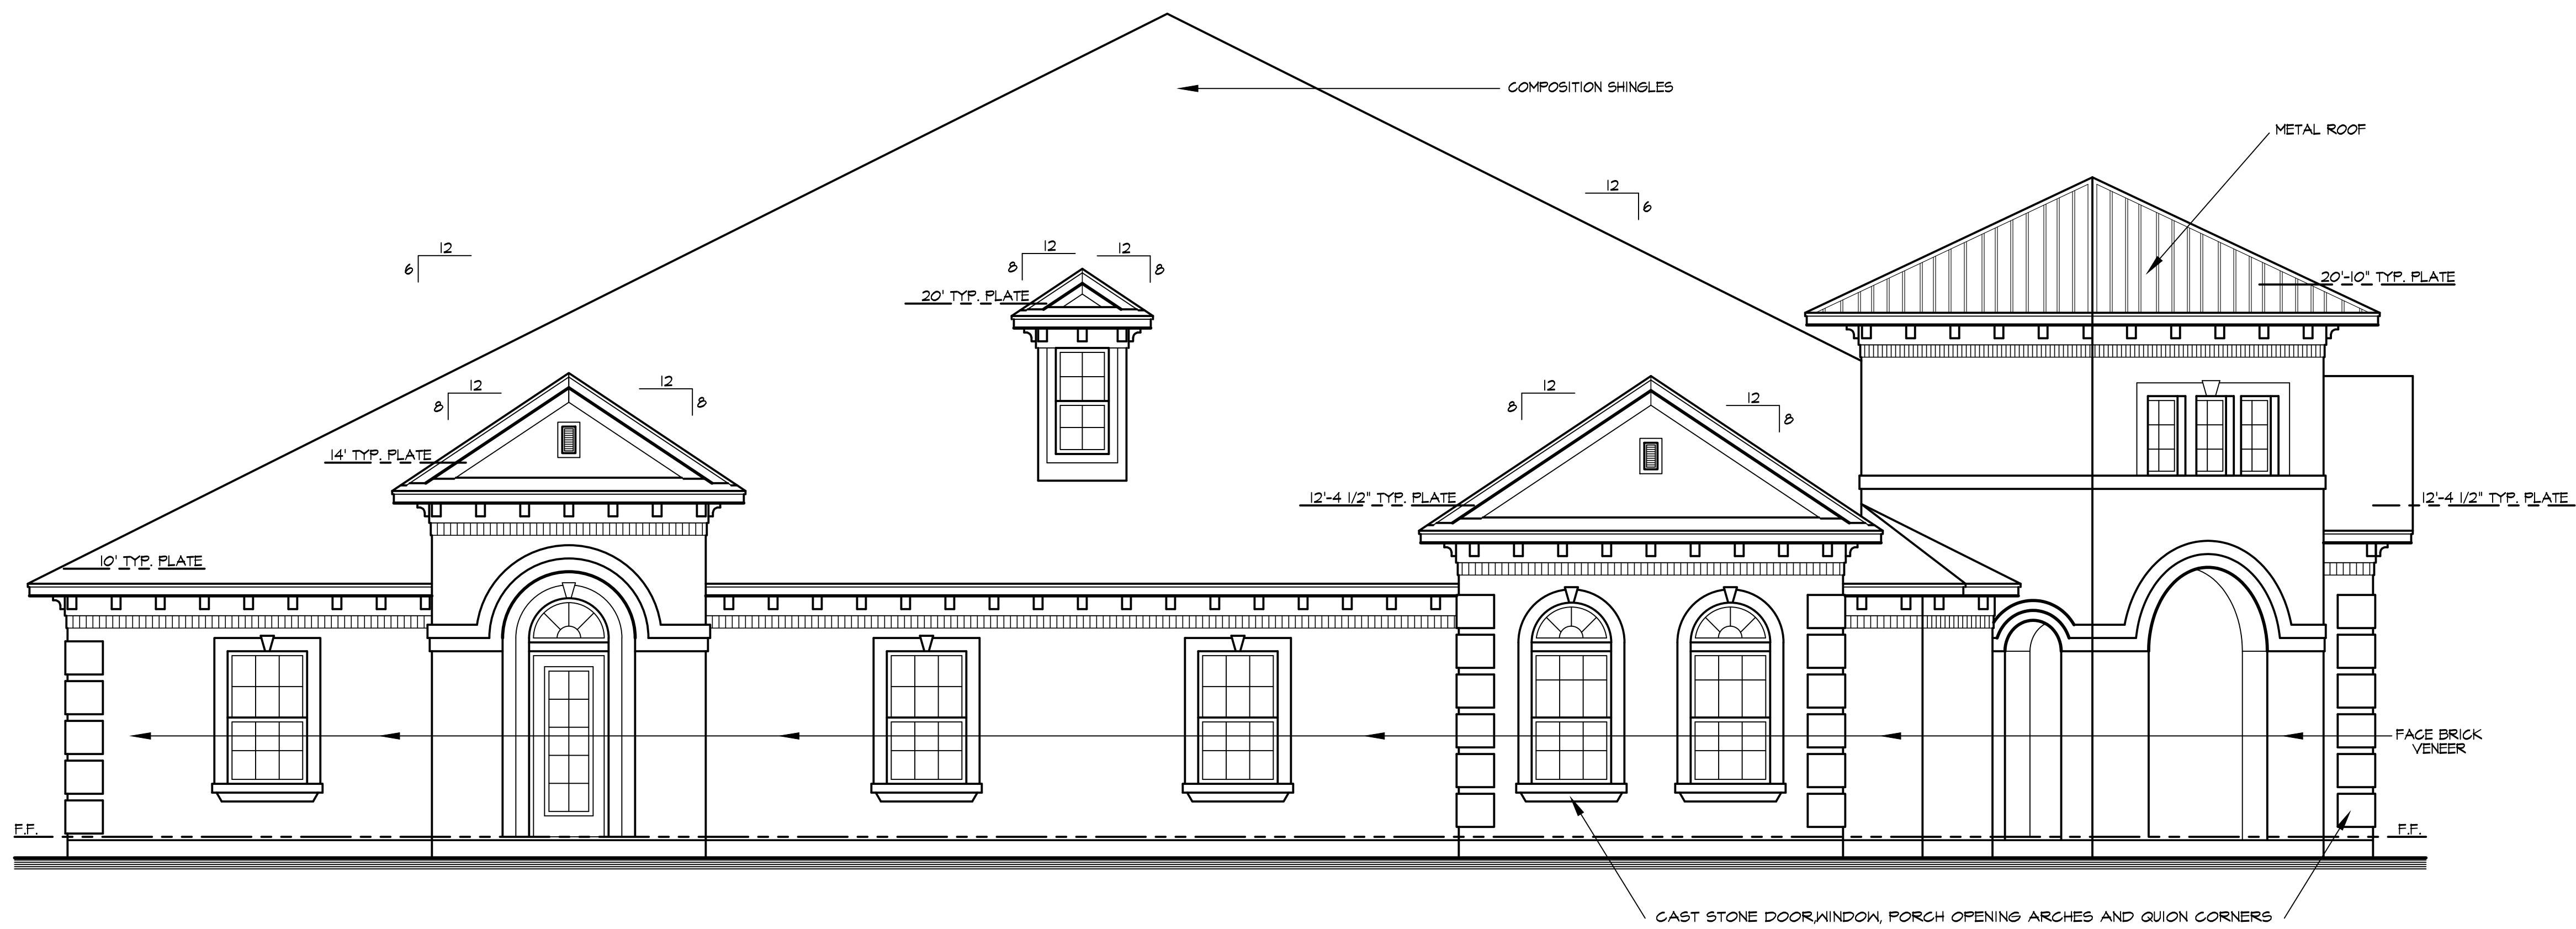 COMPOSITION SHINGLES
METAL ROOF
12
6
12
6
12
8
12
8
20' TYP. PLATE
20'-10" TYP. PLATE
12
8
12
8
12
8
12
8
14' TYP. PLATE
12'-4 1/2" TYP. PLATE
12'-4 1/2" TYP. PLATE
10' TYP. PLATE
FACE BRICK
VENEER
F.F.
F.F.
CAST STONE DOOR,WINDOW, PORCH OPENING ARCHES AND QUION CORNERS